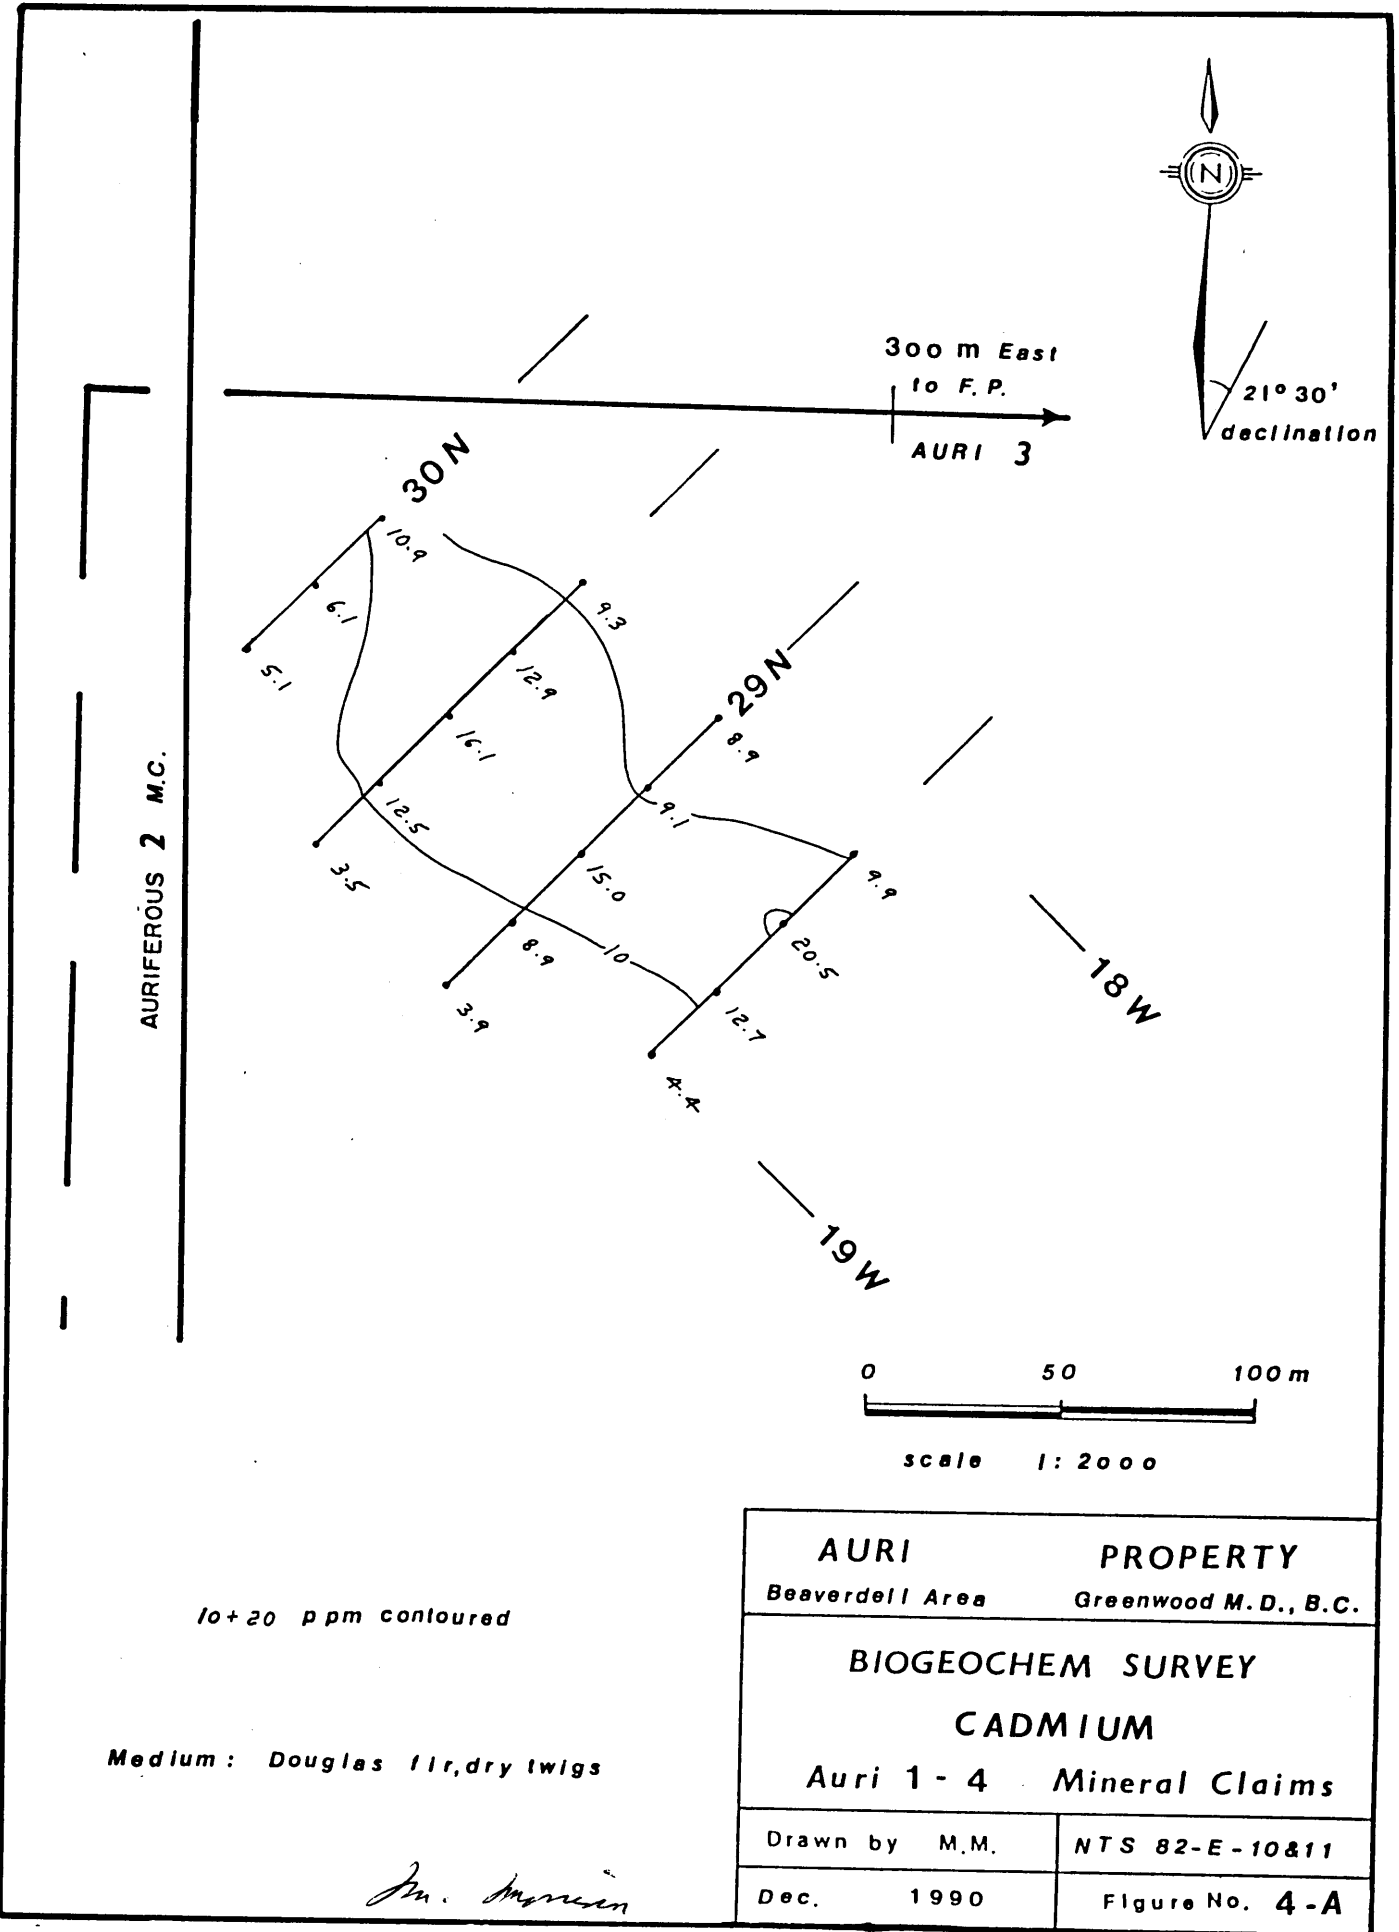 N
300 m East
to F.P.
AURI 3
21° 30'
declination
30N
10.9
6.1
5.1
9.3
12.9
16.1
12.5
3.5
29N
8.9
9.1
15.0
8.9
3.9
10
9.9
20.5
12.7
4.4
18W
19W
AURIFEROUS 2 M.C.
0 50 100 m
scale 1: 2000
10+20 ppm contoured
Medium: Douglas fir, dry twigs
AURI PROPERTY
Beaverdell Area Greenwood M.D., B.C.
BIOGEOCHEM SURVEY
CADMIUM
Auri 1 - 4 Mineral Claims
Drawn by M.M. NTS 82-E-10&11
Dec. 1990 Figure No. 4-A